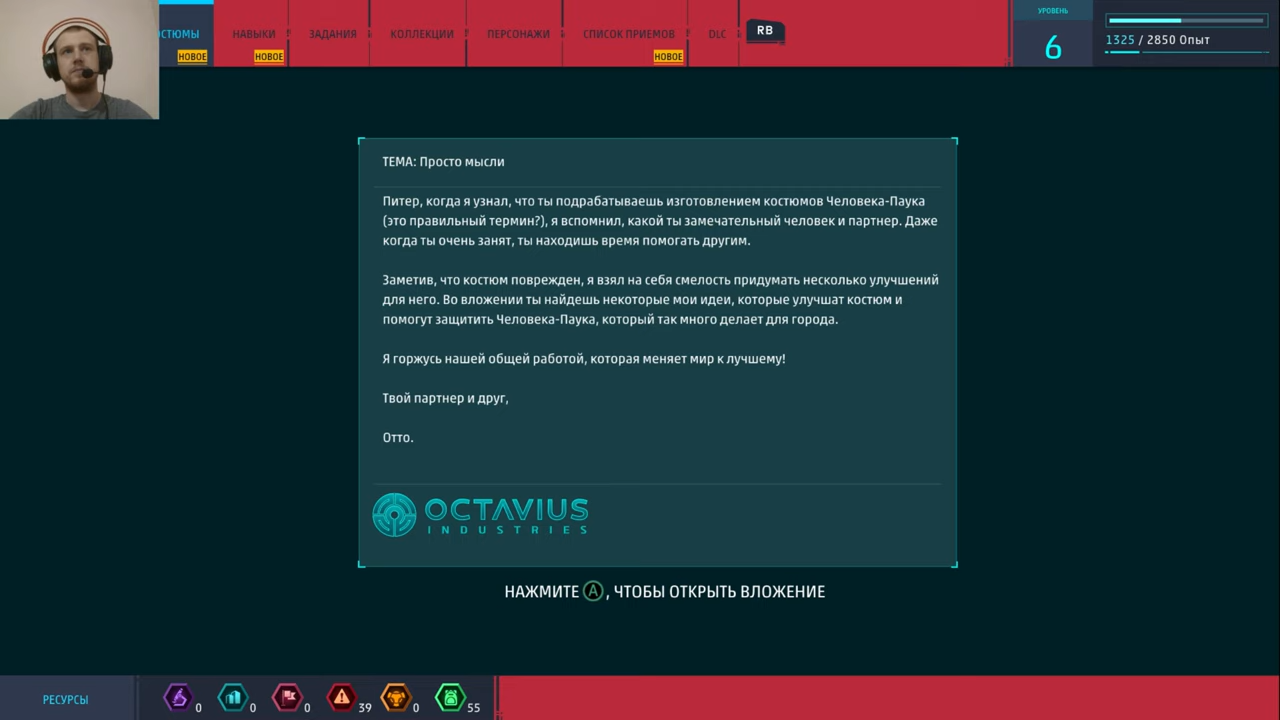 КОСТЮМЫ
НОВОЕ
НАВЫКИ
НОВОЕ
ЗАДАНИЯ
КОЛЛЕКЦИИ
ПЕРСОНАЖИ
СПИСОК ПРИЕМОВ
НОВОЕ
DLC
RB
УРОВЕНЬ
6
1325 / 2850 Опыт
ТЕМА: Просто мысли
Питер, когда я узнал, что ты подрабатываешь изготовлением костюмов Человека-Паука
(это правильный термин?), я вспомнил, какой ты замечательный человек и партнер. Даже
когда ты очень занят, ты находишь время помогать другим.
Заметив, что костюм поврежден, я взял на себя смелость придумать несколько улучшений
для него. Во вложении ты найдешь некоторые мои идеи, которые улучшат костюм и
помогут защитить Человека-Паука, который так много делает для города.
Я горжусь нашей общей работой, которая меняет мир к лучшему!
Твой партнер и друг,
Отто.
OCTAVIUS
INDUSTRIES
НАЖМИТЕ A, ЧТОБЫ ОТКРЫТЬ ВЛОЖЕНИЕ
РЕСУРСЫ
0
0
0
39
0
55